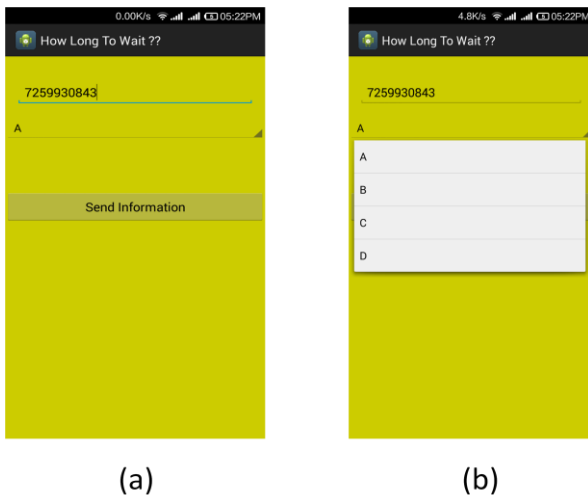 0.00K/s 05:22PM
How Long To Wait ??
7259930843
A
Send Information
(a)
4.8K/s 05:22PM
How Long To Wait ??
7259930843
A
A
B
C
D
(b)